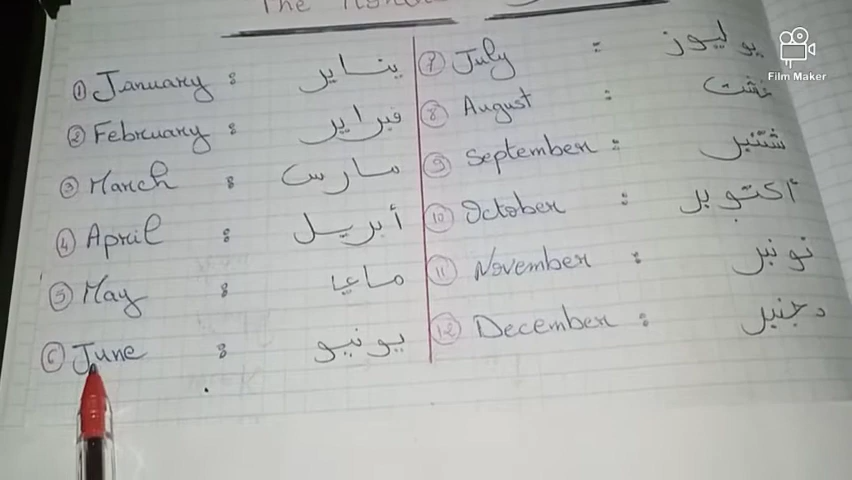 The
① January : يناير
② February : فبراير
③ March : مارس
④ April : أبريل
⑤ May : ماي
⑥ June : يونيو
⑦ July : يوليوز
⑧ August : غشت
⑨ September : شتنبر
⑩ October : أكتوبر
⑪ November : نونبر
⑫ December : دجنبر
Film Maker